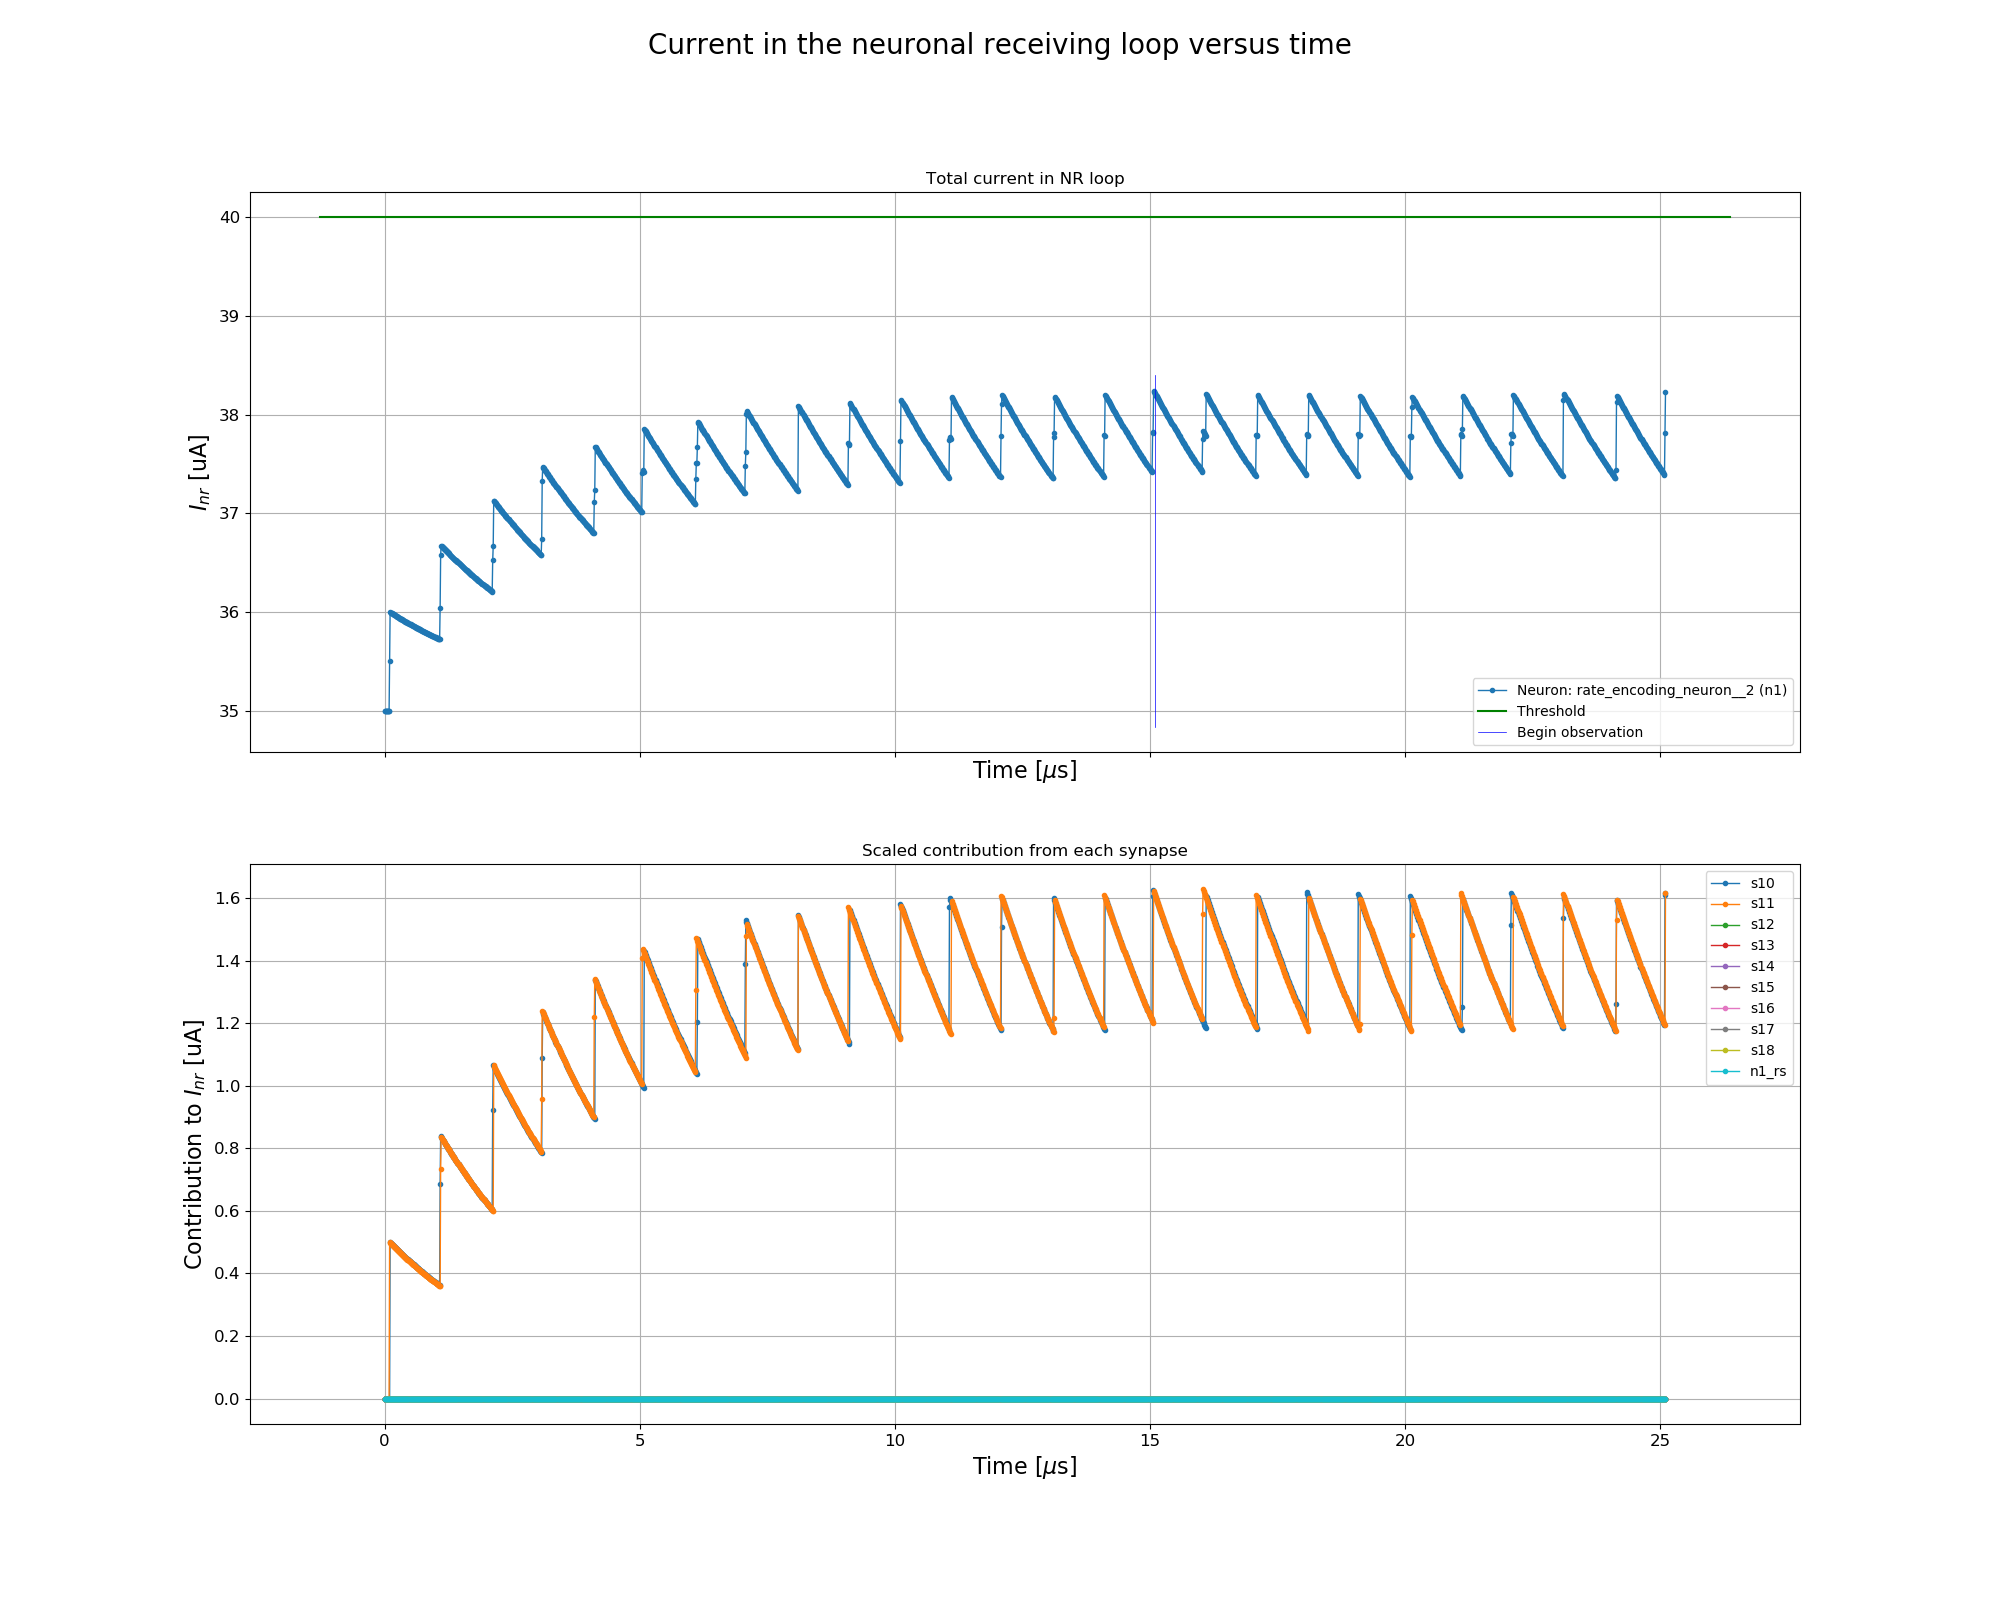 Current in the neuronal receiving loop versus time
Total current in NR loop
40
39
38
37
36
35
I_nr [uA]
Neuron: rate_encoding_neuron__2 (n1)
Threshold
Begin observation
Time [μs]
Scaled contribution from each synapse
1.6
1.4
1.2
1.0
0.8
0.6
0.4
0.2
0.0
Contribution to I_nr [uA]
s10
s11
s12
s13
s14
s15
s16
s17
s18
n1_rs
0 5 10 15 20 25
Time [μs]